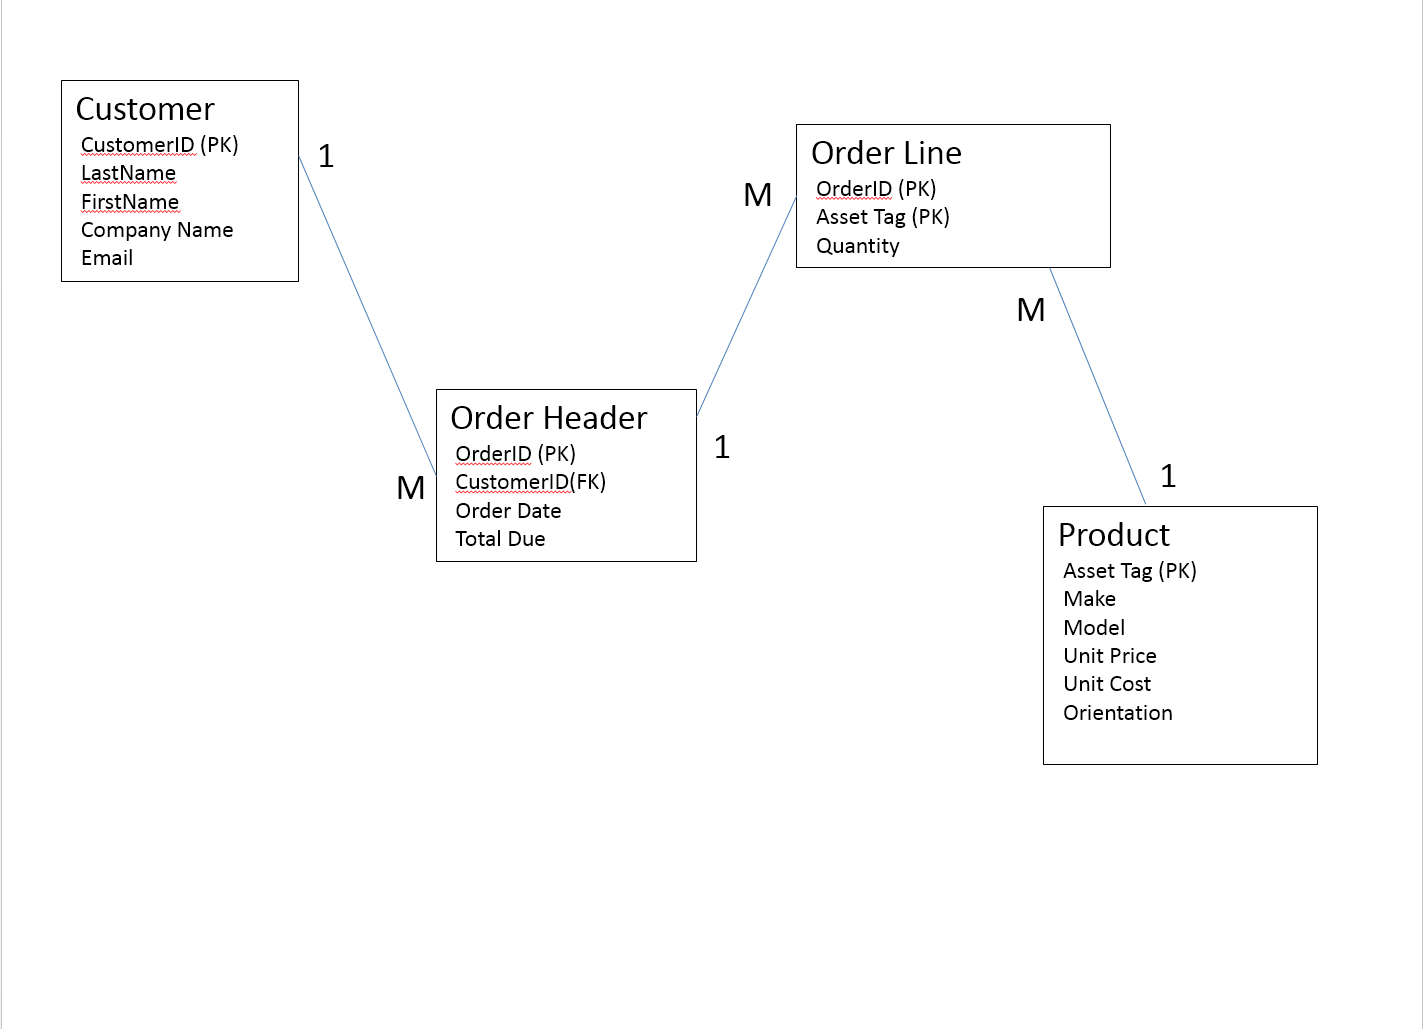 Customer
CustomerID (PK)
LastName
FirstName
Company Name
Email
1
M
Order Header
OrderID (PK)
CustomerID(FK)
Order Date
Total Due
1
M
Order Line
OrderID (PK)
Asset Tag (PK)
Quantity
M
1
Product
Asset Tag (PK)
Make
Model
Unit Price
Unit Cost
Orientation